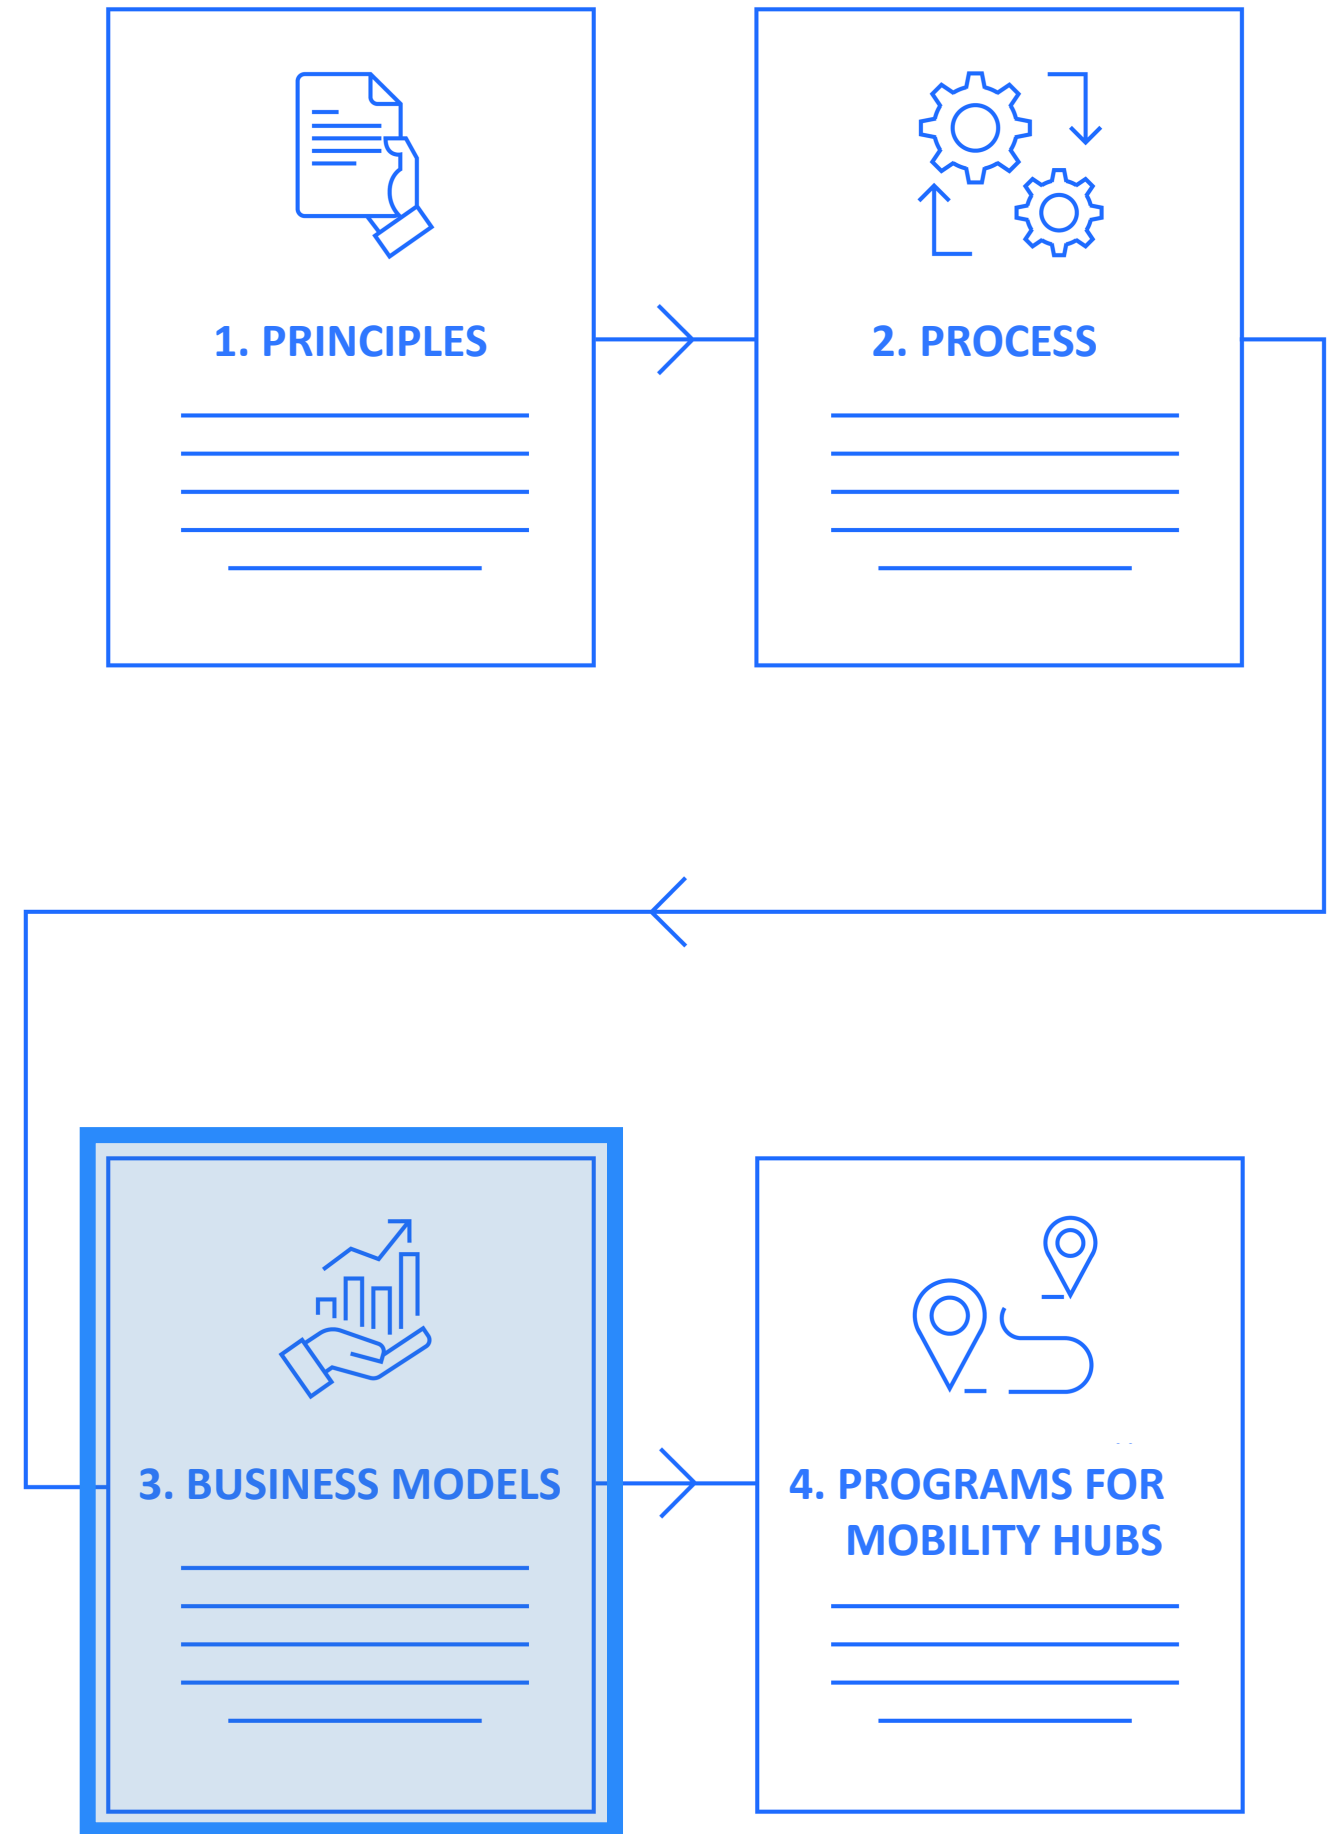 1. PRINCIPLES
2. PROCESS
3. BUSINESS MODELS
4. PROGRAMS FOR
MOBILITY HUBS